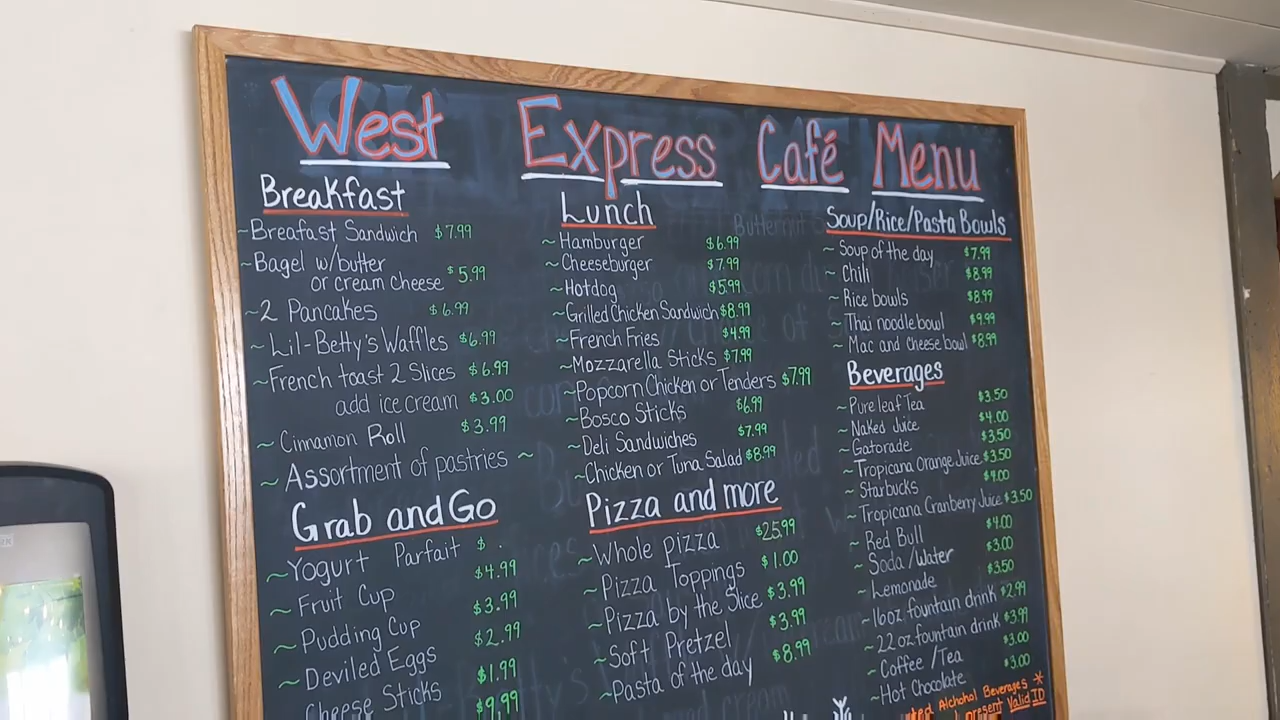 West Express Café Menu
Breakfast
~Breafast Sandwich $7.99
~Bagel w/butter
or cream cheese $5.99
~2 Pancakes $6.99
~Lil-Betty's Waffles $6.99
~French toast 2 Slices $6.99
add ice cream $3.00
~Cinnamon Roll $3.99
~Assortment of pastries~
Grab and Go
~Yogurt Parfait $ .
~Fruit Cup $4.99
~Pudding Cup $3.99
~Deviled Eggs $2.99
Cheese Sticks $1.99
$9.99
Lunch
~Hamburger $6.99
~Cheeseburger $7.99
~Hotdog $5.99
~Grilled Chicken Sandwich $8.99
~French Fries $4.99
~Mozzarella Sticks $7.99
~Popcorn Chicken or Tenders $7.99
~Bosco Sticks $6.99
~Deli Sandwiches $7.99
~Chicken or Tuna Salad $8.99
Pizza and more
~Whole pizza $25.99
~Pizza Toppings $1.00
~Pizza by the Slice $3.99
~Soft Pretzel $3.99
~Pasta of the day $8.99
Soup/Rice/Pasta Bowls
~Soup of the day $7.99
~Chili $8.99
~Rice bowls $8.99
~Thai noodle bowl $9.99
~Mac and Cheese bowl $8.99
Beverages
~Pure leaf Tea $3.50
~Naked Juice $4.00
~Gatorade $3.50
~Tropicana Orange Juice $3.50
~Starbucks $4.00
~Tropicana Cranberry Juice $3.50
~Red Bull $4.00
~Soda/Water $3.00
~Lemonade $3.50
~16oz fountain drink $2.99
~22 oz fountain drink $3.99
~Coffee/Tea $3.00
~Hot Chocolate $3.00
Alchohol Beverages *
present Valid ID